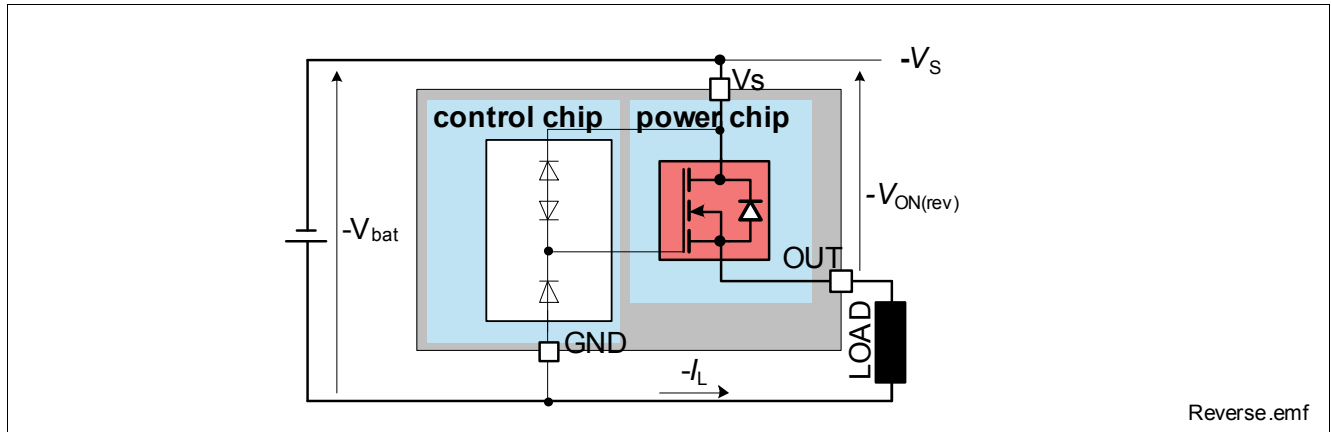 -VS
Vs
control chip power chip
-Vbat
-VON(rev)
OUT
LOAD
GND
-IL
Reverse.emf